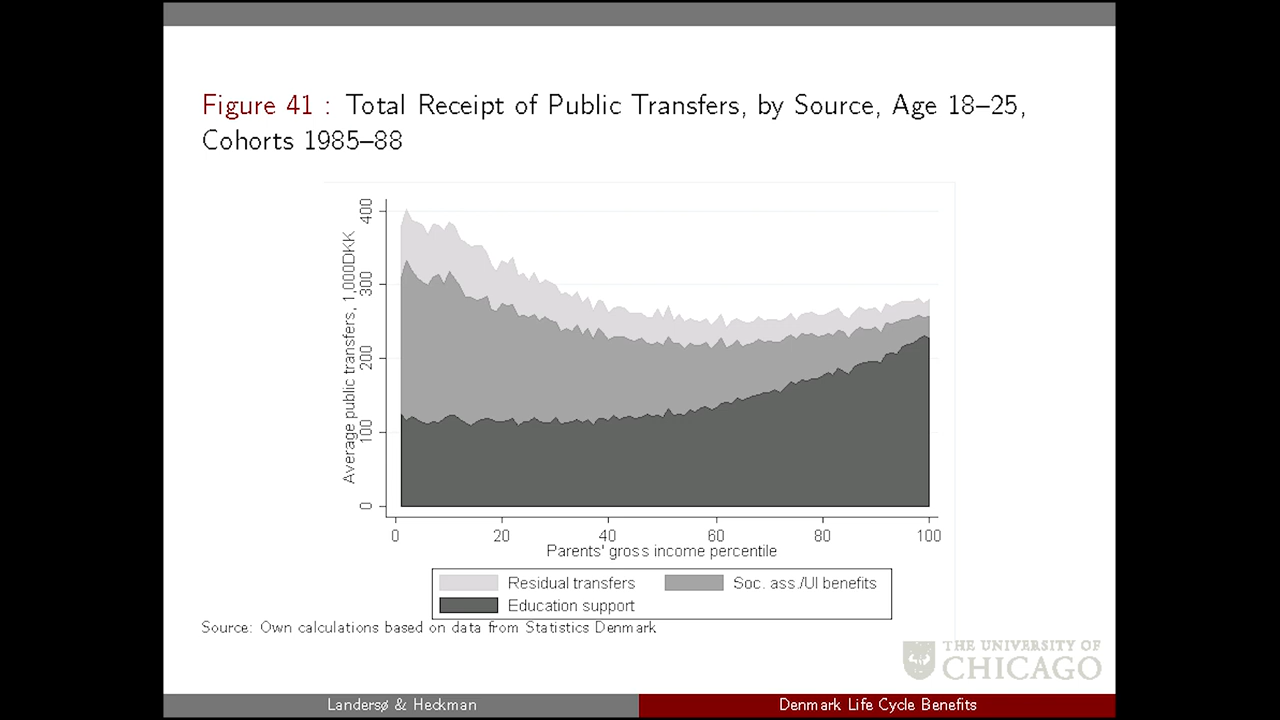 Figure 41 : Total Receipt of Public Transfers, by Source, Age 18–25,
Cohorts 1985–88
Average public transfers, 1,000DKK
400
300
200
100
0
0 20 40 60 80 100
Parents' gross income percentile
Residual transfers
Soc. ass./UI benefits
Education support
Source: Own calculations based on data from Statistics Denmark
THE UNIVERSITY OF
CHICAGO
Landersø & Heckman
Denmark Life Cycle Benefits